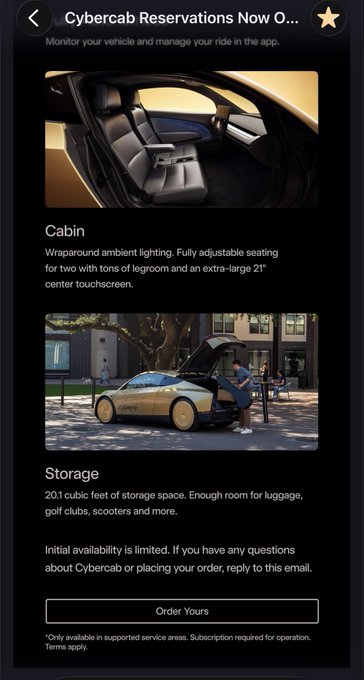 Cybercab Reservations Now O...
Monitor your vehicle and manage your ride in the app.
Cabin
Wraparound ambient lighting. Fully adjustable seating
for two with tons of legroom and an extra-large 21"
center touchscreen.
Storage
20.1 cubic feet of storage space. Enough room for luggage,
golf clubs, scooters and more.
Initial availability is limited. If you have any questions
about Cybercab or placing your order, reply to this email.
Order Yours
*Only available in supported service areas. Subscription required for operation.
Terms apply.